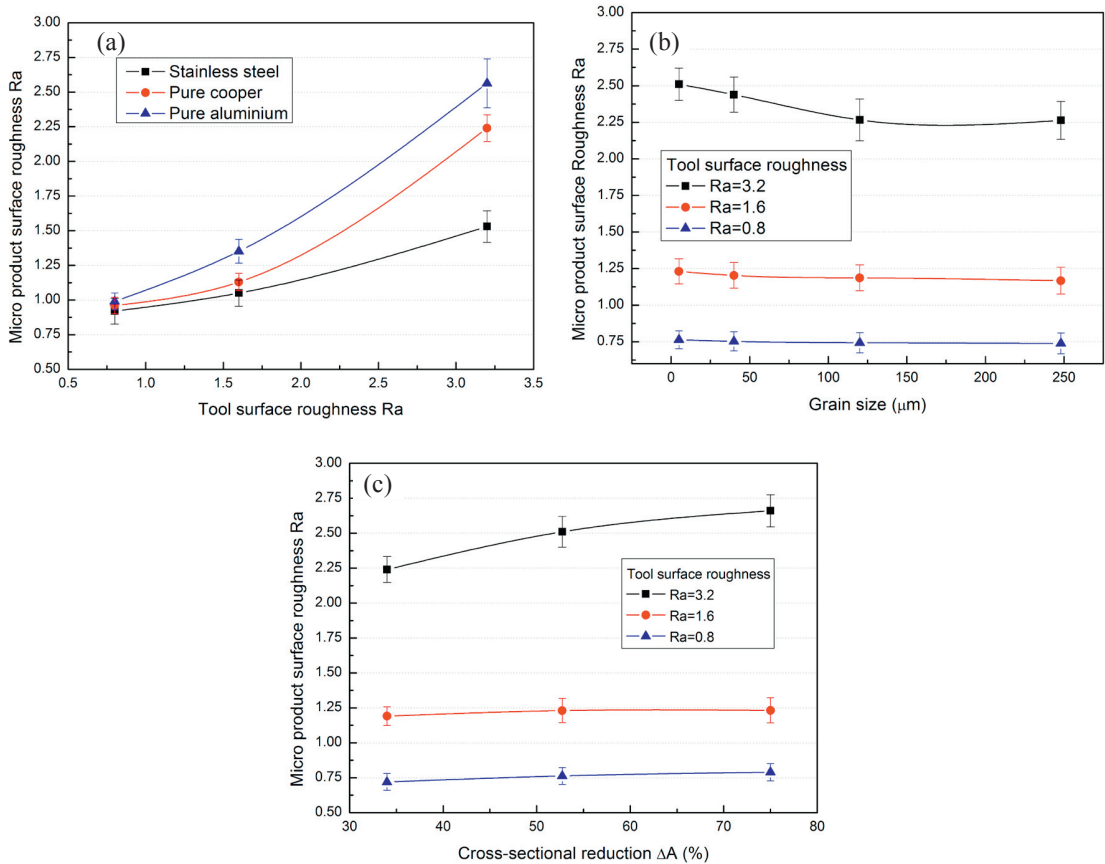 (a)
Stainless steel
Pure cooper
Pure aluminium
3.00
2.75
2.50
2.25
2.00
1.75
1.50
1.25
1.00
0.75
0.50
0.5 1.0 1.5 2.0 2.5 3.0 3.5
Micro product surface roughness Ra
Tool surface roughness Ra
(b)
3.00
2.75
2.50
2.25
2.00
1.75
1.50
1.25
1.00
0.75
Tool surface roughness
Ra=3.2
Ra=1.6
Ra=0.8
0 50 100 150 200 250
Micro product surface Roughness Ra
Grain size (μm)
(c)
3.00
2.75
2.50
2.25
2.00
1.75
1.50
1.25
1.00
0.75
0.50
Tool surface roughness
Ra=3.2
Ra=1.6
Ra=0.8
30 40 50 60 70 80
Micro product surface roughness Ra
Cross-sectional reduction ΔA (%)